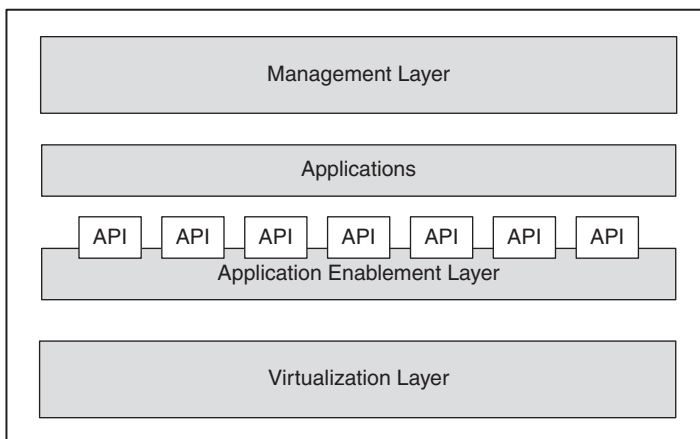 Management Layer
Applications
API API API API API API API
Application Enablement Layer
Virtualization Layer